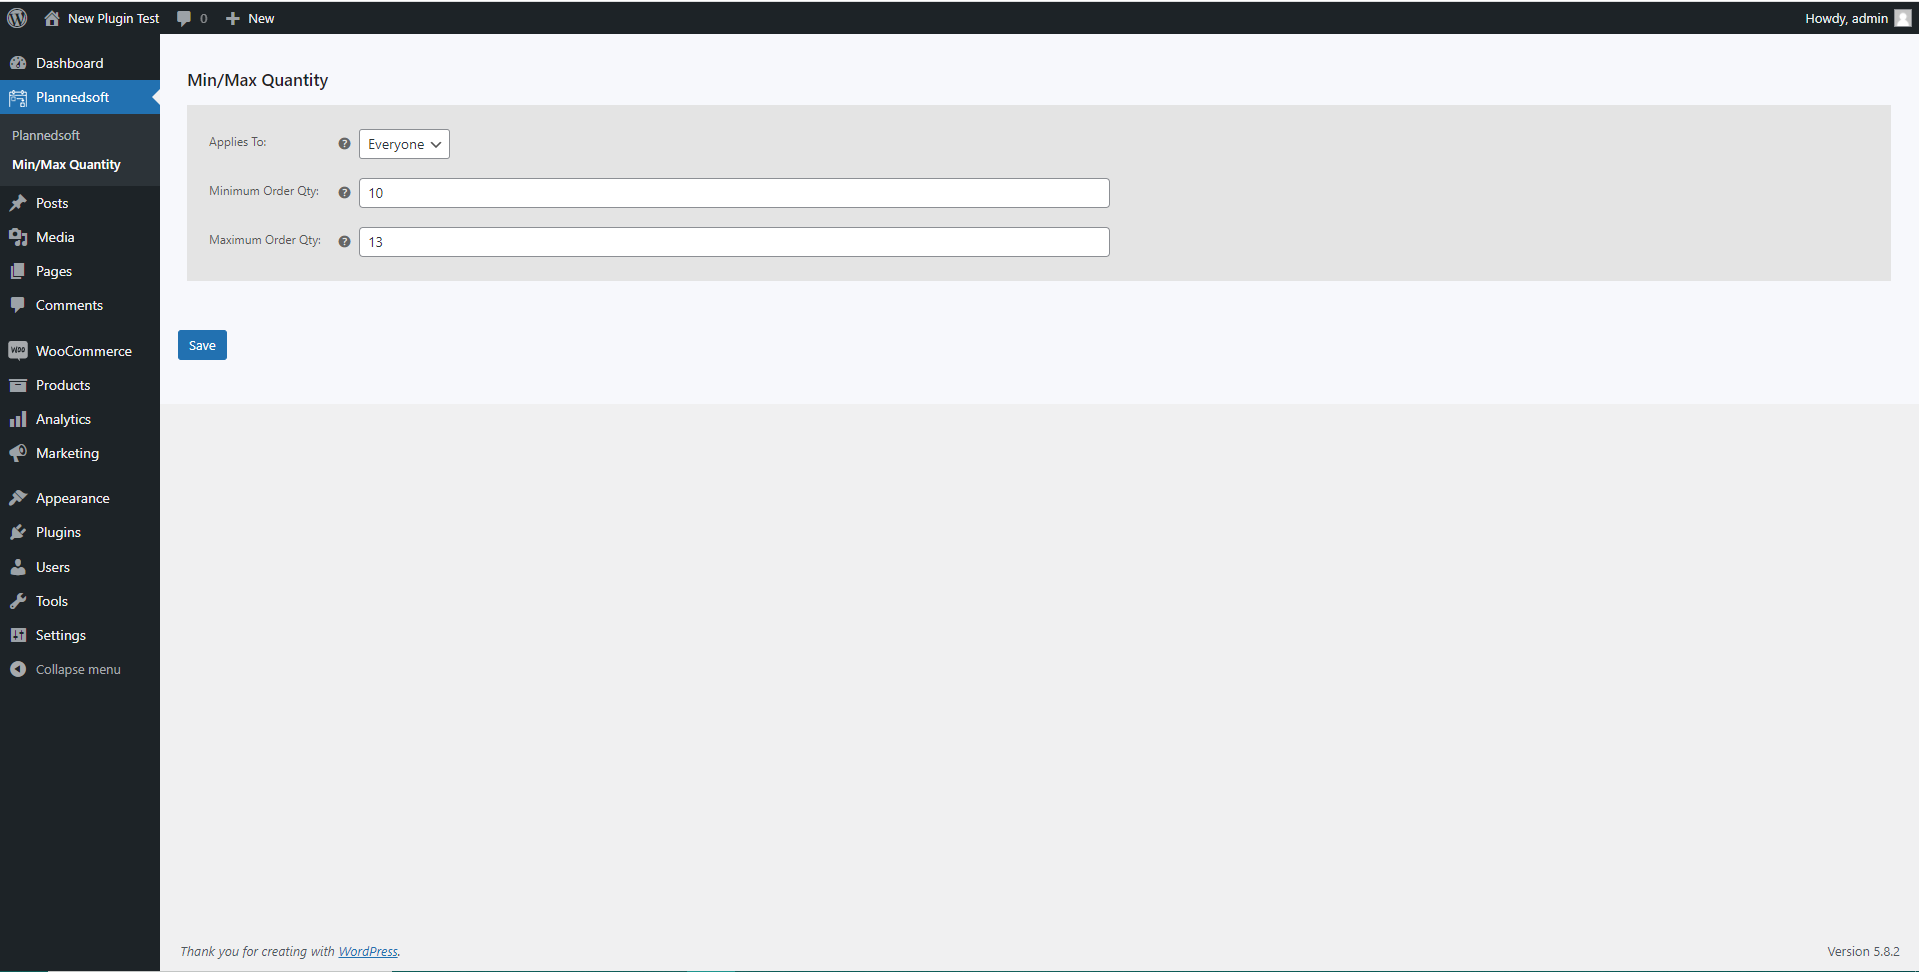 New Plugin Test 0 New Howdy, admin
Dashboard
Plannedsoft
Plannedsoft
Min/Max Quantity
Posts
Media
Pages
Comments
Woo WooCommerce
Products
Analytics
Marketing
Appearance
Plugins
Users
Tools
Settings
Collapse menu
Min/Max Quantity
Applies To: ? Everyone
Minimum Order Qty: ? 10
Maximum Order Qty: ? 13
Save
Thank you for creating with WordPress. Version 5.8.2